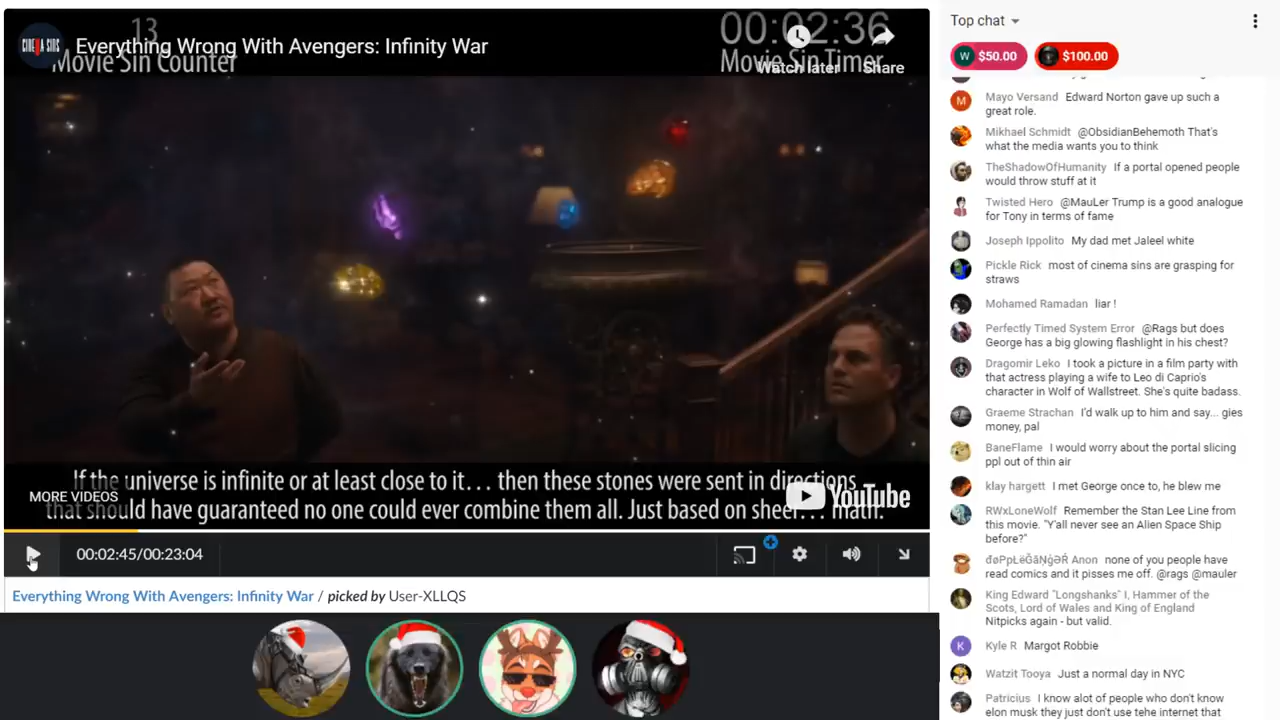 13
Movie Sin Counter
00:02:36
Movie Sin Timer
CINEMA SINS
Everything Wrong With Avengers: Infinity War
Watch later
Share
If the universe is infinite or at least close to it... then these stones were sent in directions
that should have guaranteed no one could ever combine them all. Just based on sheer... math.
MORE VIDEOS
YouTube
00:02:45/00:23:04
Everything Wrong With Avengers: Infinity War / picked by User-XLLQS
Top chat
W $50.00
$100.00
M Mayo Versand Edward Norton gave up such a
great role.
Mikhael Schmidt @ObsidianBehemoth That's
what the media wants you to think
TheShadowOfHumanity If a portal opened people
would throw stuff at it
Twisted Hero @MauLer Trump is a good analogue
for Tony in terms of fame
Joseph Ippolito My dad met Jaleel white
Pickle Rick most of cinema sins are grasping for
straws
Mohamed Ramadan liar !
Perfectly Timed System Error @Rags but does
George has a big glowing flashlight in his chest?
Dragomir Leko I took a picture in a film party with
that actress playing a wife to Leo di Caprio's
character in Wolf of Wallstreet. She's quite badass.
Graeme Strachan I'd walk up to him and say... gies
money, pal
BaneFlame I would worry about the portal slicing
ppl out of thin air
klay hargett I met George once to, he blew me
RWxLoneWolf Remember the Stan Lee Line from
this movie. "Y'all never see an Alien Space Ship
before?"
Anon none of you people have
read comics and it pisses me off. @rags @mauler
King Edward "Longshanks" I, Hammer of the
Scots, Lord of Wales and King of England
Nitpicks again - but valid.
K Kyle R Margot Robbie
Watzit Tooya Just a normal day in NYC
Patricius I know alot of people who don't know
elon musk they just don't use tehe internet that